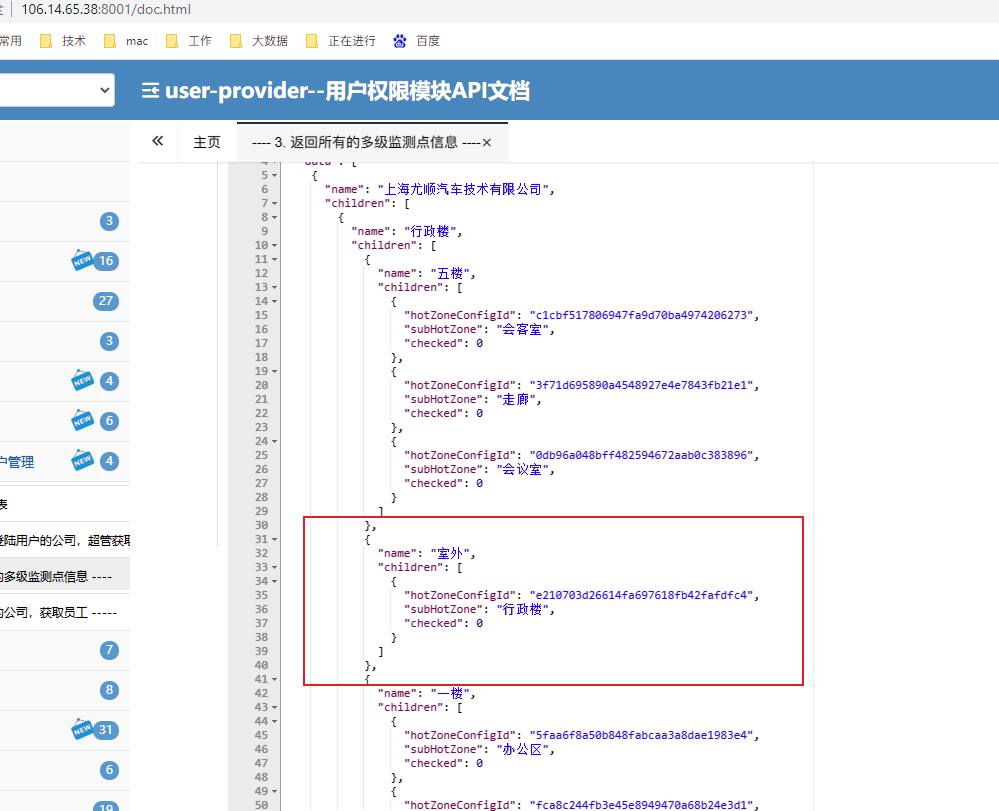 106.14.65.38:8001/doc.html
常用 技术 mac 工作 大数据 正在进行 百度
user-provider--用户权限模块API文档
主页 ---- 3. 返回所有的多级监测点信息 ----×
3
NEW 16
27
3
NEW 4
NEW 6
户管理 NEW 4
表
登陆用户的公司，超管获取
的多级监测点信息 ----
的公司，获取员工 -----
7
8
NEW 31
6
19
4 data": [
5 {
6 "name": "上海尤顺汽车技术有限公司",
7 "children": [
8 {
9 "name": "行政楼",
10 "children": [
11 {
12 "name": "五楼",
13 "children": [
14 {
15 "hotZoneConfigId": "c1cbf517806947fa9d70ba4974206273",
16 "subHotZone": "会客室",
17 "checked": 0
18 },
19 {
20 "hotZoneConfigId": "3f71d695890a4548927e4e7843fb21e1",
21 "subHotZone": "走廊",
22 "checked": 0
23 },
24 {
25 "hotZoneConfigId": "0db96a048bff482594672aab0c383896",
26 "subHotZone": "会议室",
27 "checked": 0
28 }
29 ]
30 },
31 {
32 "name": "室外",
33 "children": [
34 {
35 "hotZoneConfigId": "e210703d26614fa697618fb42fafdfc4",
36 "subHotZone": "行政楼",
37 "checked": 0
38 }
39 ]
40 },
41 {
42 "name": "一楼",
43 "children": [
44 {
45 "hotZoneConfigId": "5faa6f8a50b848fabcaa3a8dae1983e4",
46 "subHotZone": "办公区",
47 "checked": 0
48 },
49 {
50 "hotZoneConfigId": "fca8c244fb3e45e8949470a68b24e3d1",